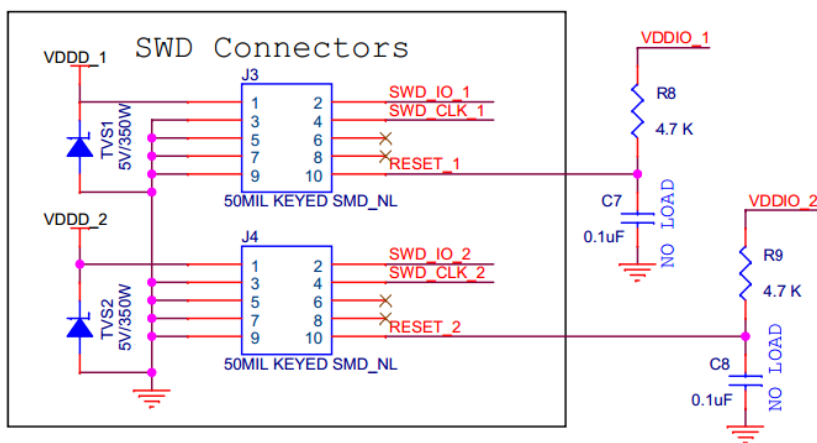 SWD Connectors
VDDD_1
J3
SWD_IO_1
SWD_CLK_1
1 2
3 4
5 6
7 8
9 10
RESET_1
TVS1
5V/350W
50MIL KEYED SMD_NL
VDDIO_1
R8
4.7 K
C7
0.1uF
NO LOAD
VDDD_2
J4
SWD_IO_2
SWD_CLK_2
1 2
3 4
5 6
7 8
9 10
RESET_2
TVS2
5V/350W
50MIL KEYED SMD_NL
VDDIO_2
R9
4.7 K
C8
0.1uF
NO LOAD